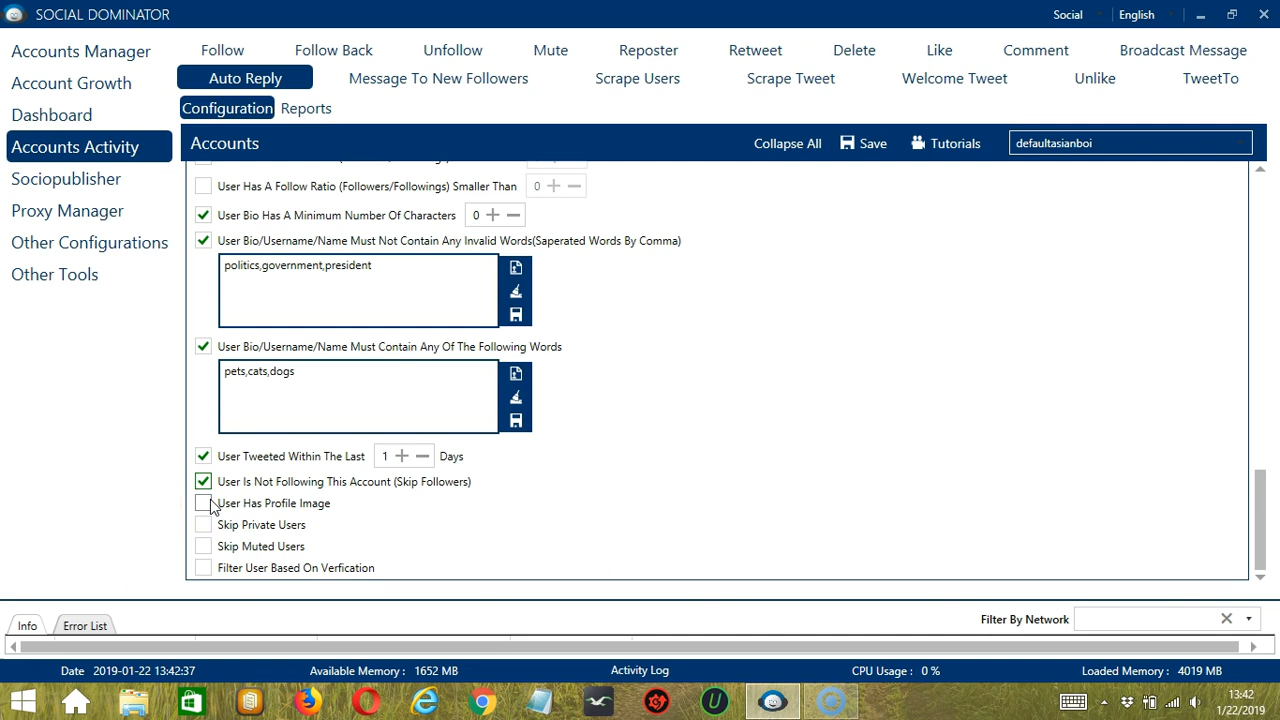 SOCIAL DOMINATOR
Social
English
Accounts Manager
Account Growth
Dashboard
Accounts Activity
Sociopublisher
Proxy Manager
Other Configurations
Other Tools
Follow
Follow Back
Unfollow
Mute
Reposter
Retweet
Delete
Like
Comment
Broadcast Message
Auto Reply
Message To New Followers
Scrape Users
Scrape Tweet
Welcome Tweet
Unlike
TweetTo
Configuration
Reports
Accounts
Collapse All
Save
Tutorials
defaultasianboi
User Has A Follow Ratio (Followers/Followings) Smaller Than
0
User Bio Has A Minimum Number Of Characters
0
User Bio/Username/Name Must Not Contain Any Invalid Words(Saperated Words By Comma)
politics,government,president
User Bio/Username/Name Must Contain Any Of The Following Words
pets,cats,dogs
User Tweeted Within The Last
1
Days
User Is Not Following This Account (Skip Followers)
User Has Profile Image
Skip Private Users
Skip Muted Users
Filter User Based On Verfication
Info
Error List
Filter By Network
Date 2019-01-22 13:42:37
Available Memory : 1652 MB
Activity Log
CPU Usage : 0 %
Loaded Memory : 4019 MB
13:42
1/22/2019